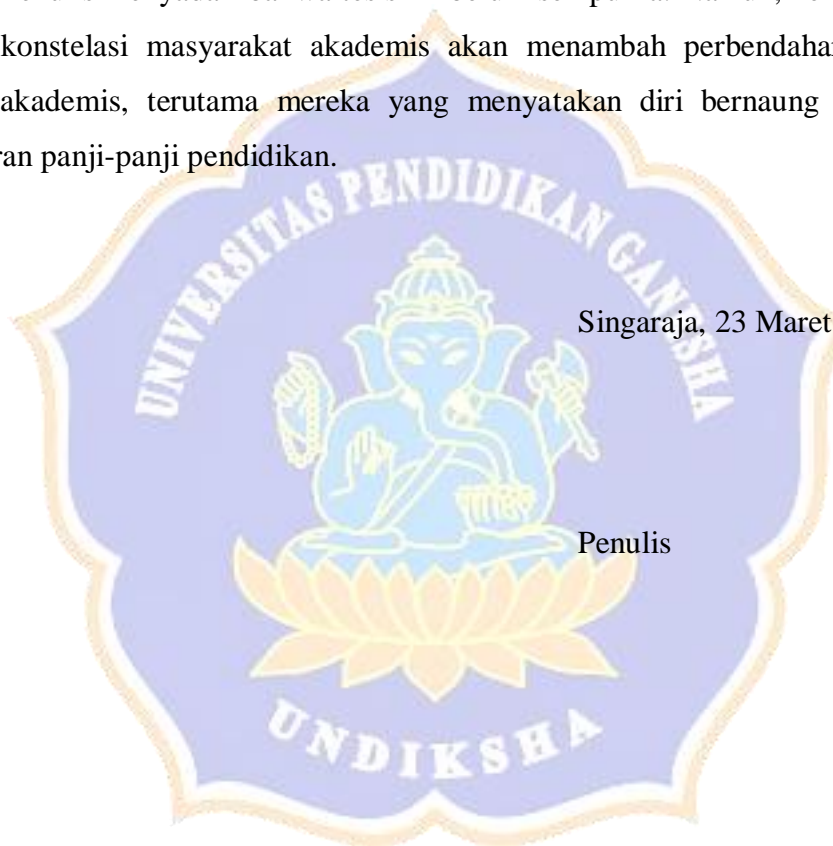 konstelasi masyarakat akademis akan menambah perbendahar
akademis, terutama mereka yang menyatakan diri bernaung
ran panji-panji pendidikan.
UNIVERSITAS PENDIDIKAN GANESHA
Singaraja, 23 Maret
Penulis
UNDIKSHA